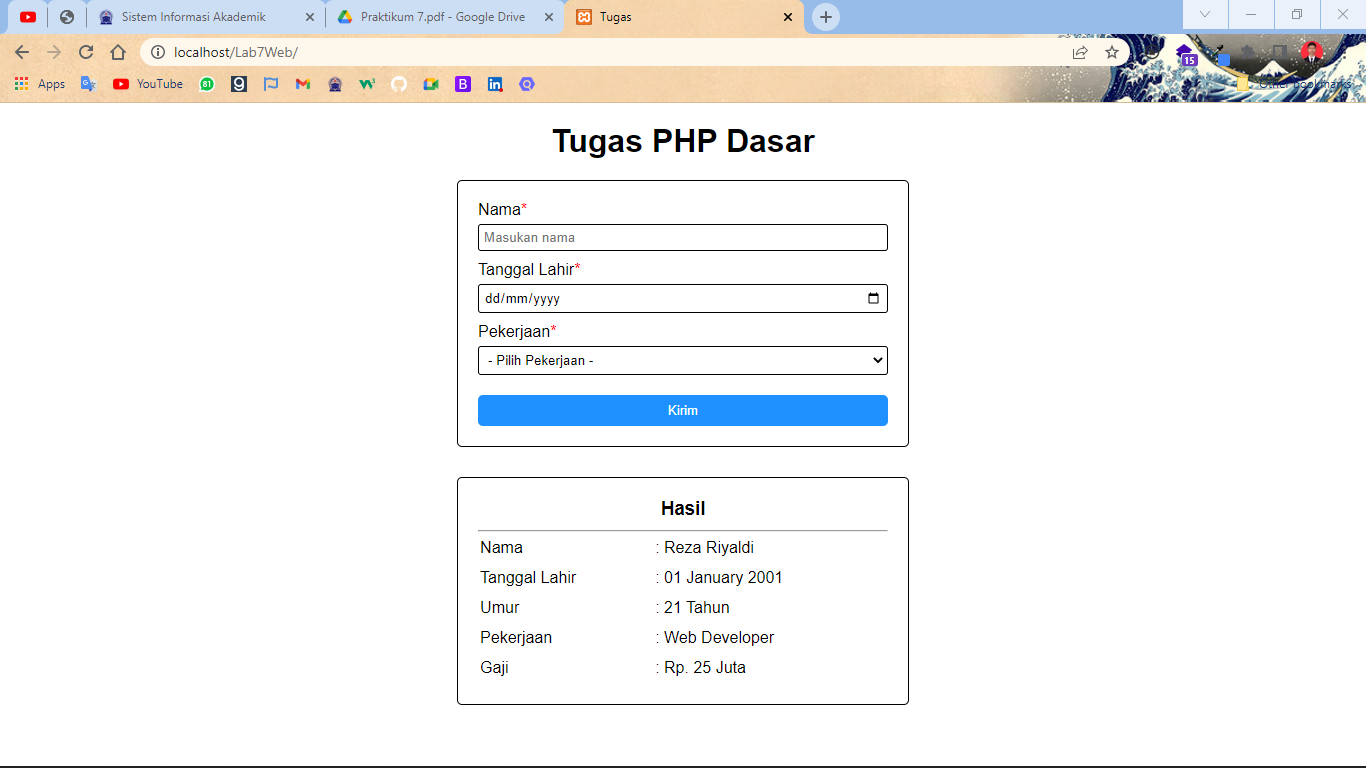 Sistem Informasi Akademik
Praktikum 7.pdf - Google Drive
Tugas
localhost/Lab7Web/
15
Apps
YouTube
Other bookmarks
Tugas PHP Dasar
Nama*
Masukan nama
Tanggal Lahir*
dd/mm/yyyy
Pekerjaan*
- Pilih Pekerjaan -
Kirim
Hasil
Nama : Reza Riyaldi
Tanggal Lahir : 01 January 2001
Umur : 21 Tahun
Pekerjaan : Web Developer
Gaji : Rp. 25 Juta